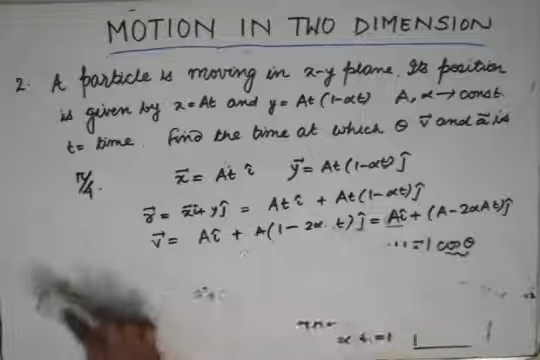 MOTION IN TWO DIMENSION
2. A particle is moving in x-y plane. Its position
is given by x = At and y = At (1-αt) A, α → const
t = time. Find the time at which θ v⃗ and a⃗ is
π/4. x⃗ = At î y⃗ = At(1-αt) ĵ
r⃗ = x⃗i + yĵ = At î + At(1-αt) ĵ
v⃗ = Aî + A(1-2α t) ĵ = Aî + (A-2αAt) ĵ
cosθ